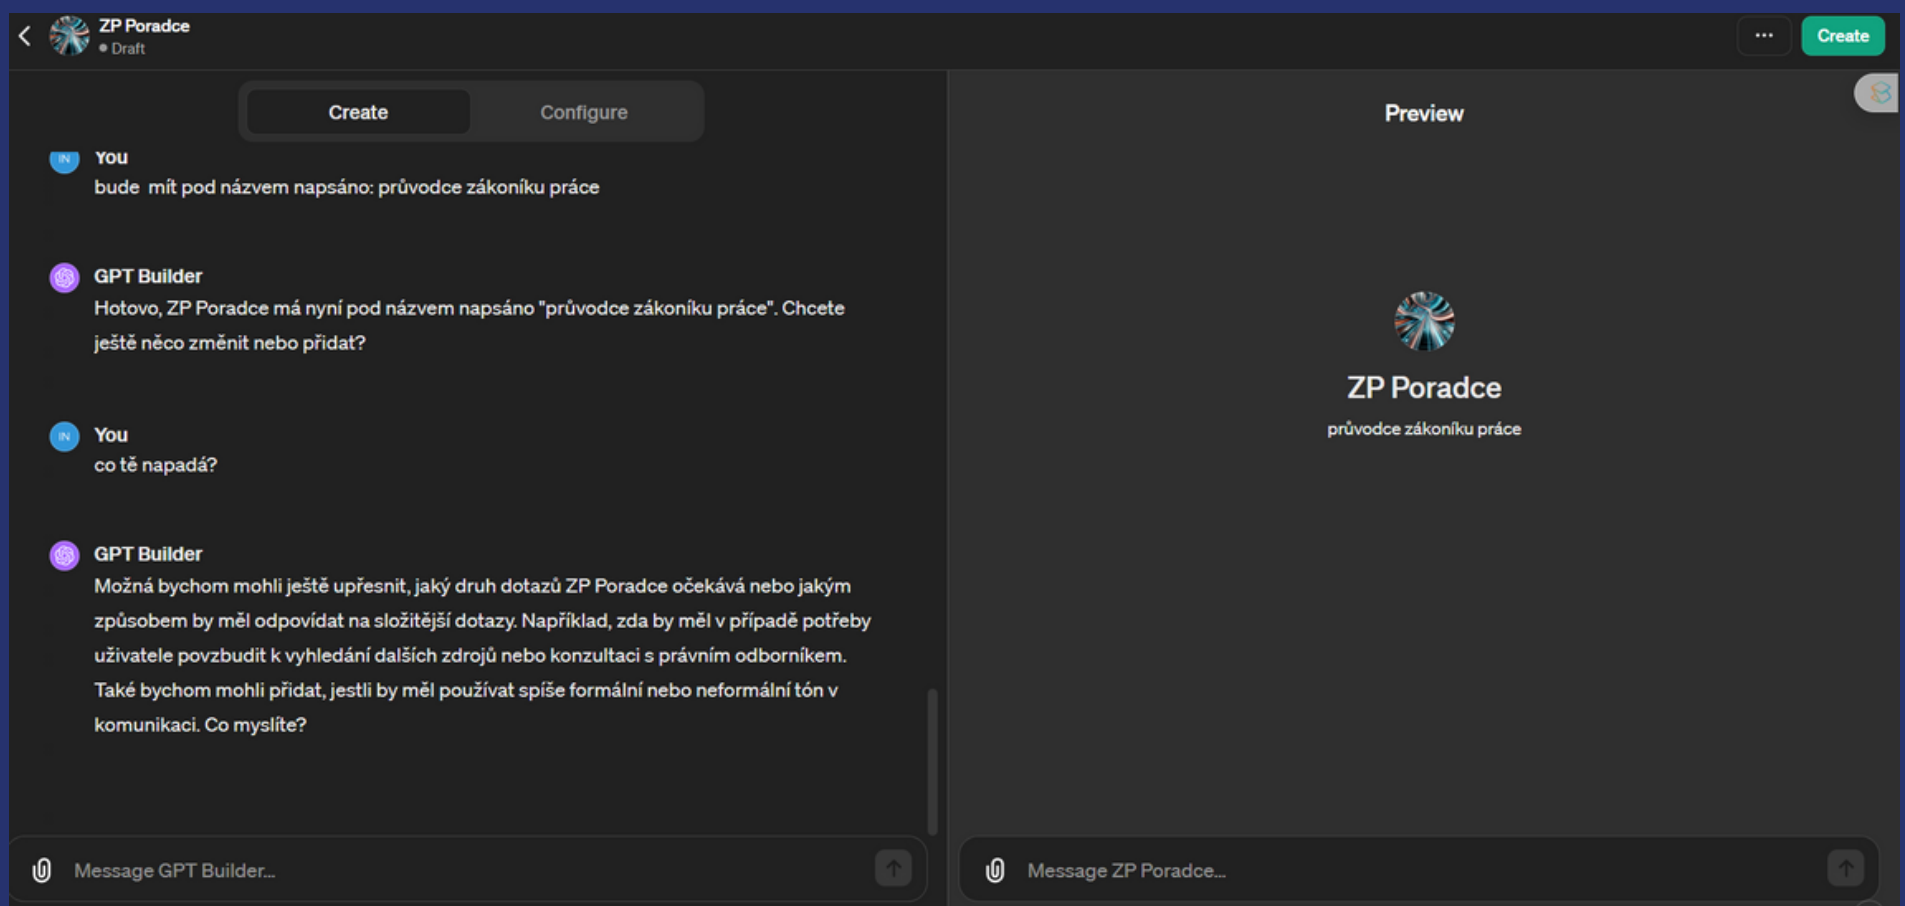 ZP Poradce
Draft
...
Create
Create
Configure
IN
You
bude mít pod názvem napsáno: průvodce zákoníku práce
GPT Builder
Hotovo, ZP Poradce má nyní pod názvem napsáno "průvodce zákoníku práce". Chcete
ještě něco změnit nebo přidat?
IN
You
co tě napadá?
GPT Builder
Možná bychom mohli ještě upřesnit, jaký druh dotazů ZP Poradce očekává nebo jakým
způsobem by měl odpovídat na složitější dotazy. Například, zda by měl v případě potřeby
uživatele povzbudit k vyhledání dalších zdrojů nebo konzultaci s právním odborníkem.
Také bychom mohli přidat, jestli by měl používat spíše formální nebo neformální tón v
komunikaci. Co myslíte?
Message GPT Builder...
Preview
ZP Poradce
průvodce zákoníku práce
Message ZP Poradce...